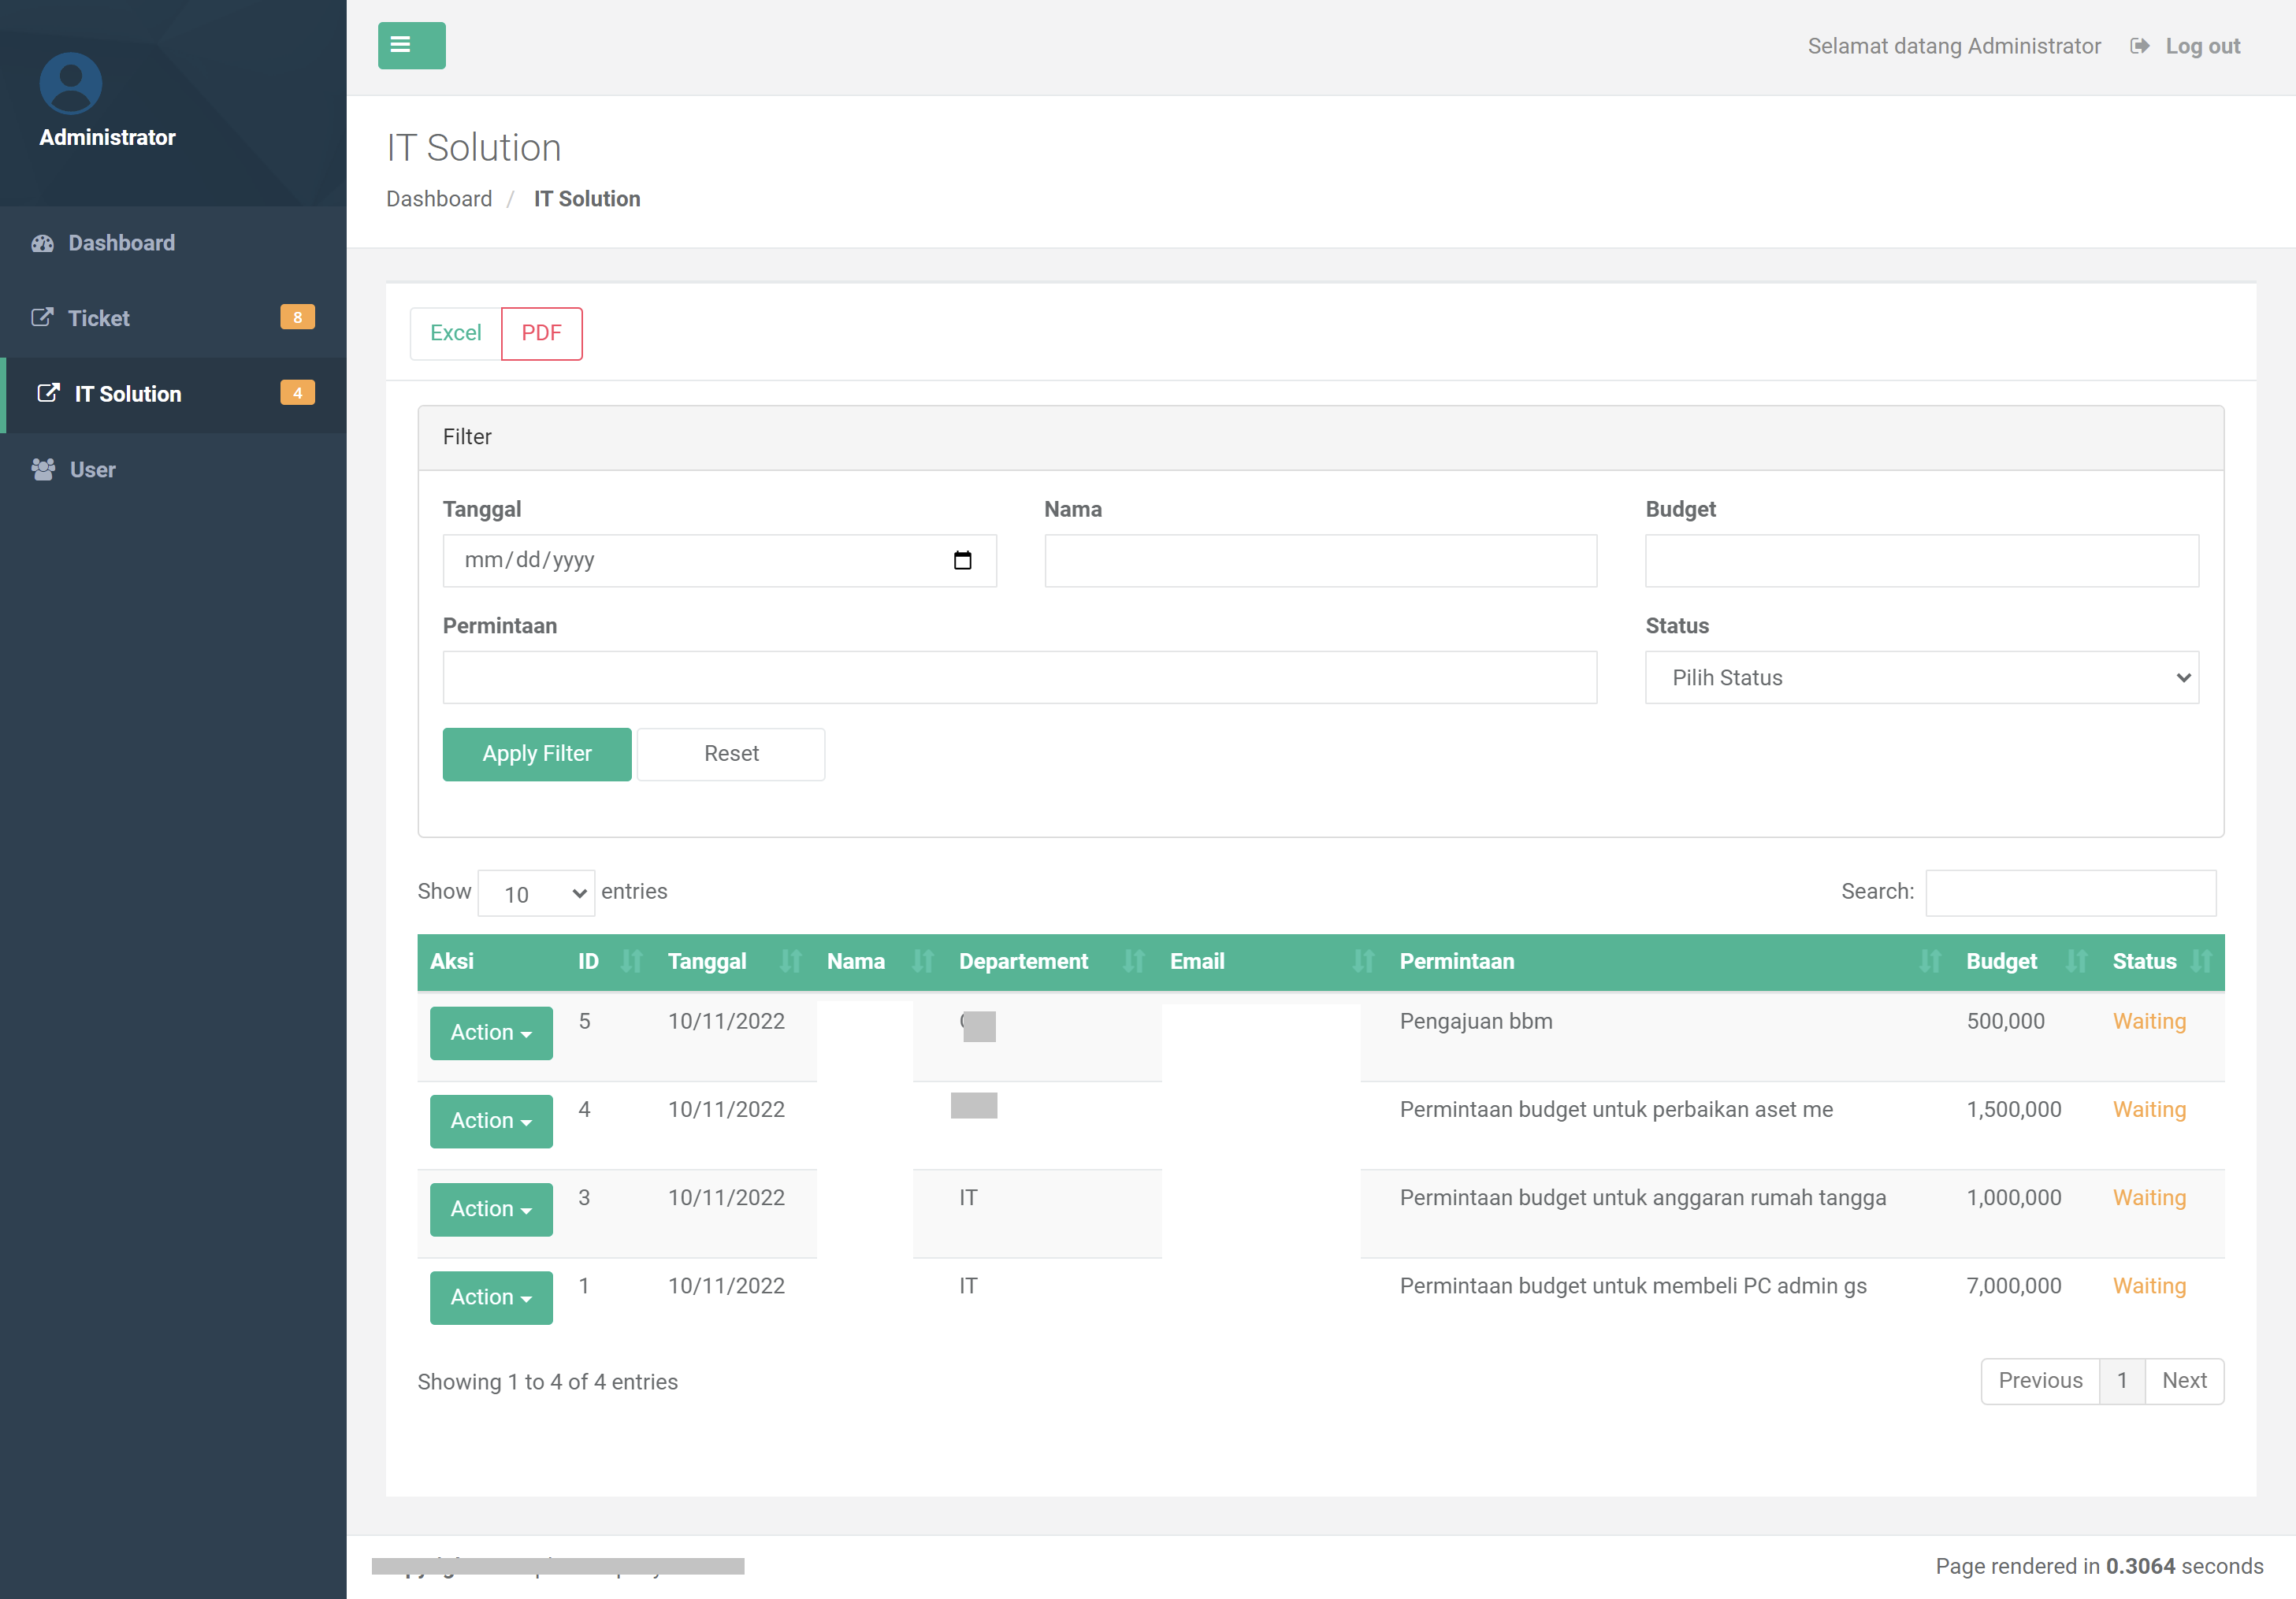 Administrator
Dashboard
Ticket 8
IT Solution 4
User
Selamat datang Administrator Log out
IT Solution
Dashboard / IT Solution
Excel PDF
Filter
Tanggal Nama Budget
mm/dd/yyyy
Permintaan Status
Pilih Status
Apply Filter Reset
Show 10 entries Search:
Aksi ID Tanggal Nama Departement Email Permintaan Budget Status
Action 5 10/11/2022 Pengajuan bbm 500,000 Waiting
Action 4 10/11/2022 Permintaan budget untuk perbaikan aset me 1,500,000 Waiting
Action 3 10/11/2022 IT Permintaan budget untuk anggaran rumah tangga 1,000,000 Waiting
Action 1 10/11/2022 IT Permintaan budget untuk membeli PC admin gs 7,000,000 Waiting
Showing 1 to 4 of 4 entries Previous 1 Next
Page rendered in 0.3064 seconds